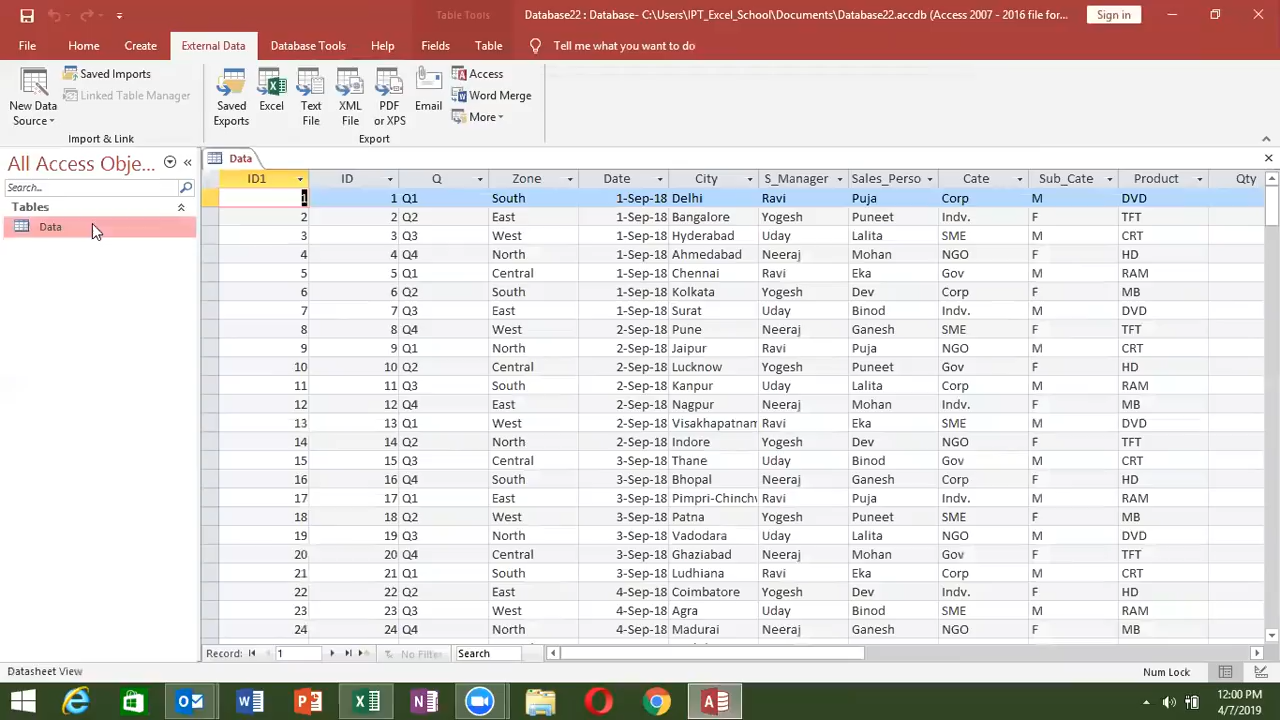 Table Tools
Database22 : Database- C:\Users\IPT_Excel_School\Documents\Database22.accdb (Access 2007 - 2016 file for...
Sign in
File Home Create External Data Database Tools Help Fields Table Tell me what you want to do
New Data Source
Saved Imports
Linked Table Manager
Saved Exports
Excel
Text File
XML File
PDF or XPS
Email
Access
Word Merge
More
Import & Link
Export
All Access Obje...
Search...
Tables
Data
Data
ID1 ID Q Zone Date City S_Manager Sales_Perso Cate Sub_Cate Product Qty
1 1 Q1 South 1-Sep-18 Delhi Ravi Puja Corp M DVD
2 2 Q2 East 1-Sep-18 Bangalore Yogesh Puneet Indv. F TFT
3 3 Q3 West 1-Sep-18 Hyderabad Uday Lalita SME M CRT
4 4 Q4 North 1-Sep-18 Ahmedabad Neeraj Mohan NGO F HD
5 5 Q1 Central 1-Sep-18 Chennai Ravi Eka Gov M RAM
6 6 Q2 South 1-Sep-18 Kolkata Yogesh Dev Corp F MB
7 7 Q3 East 1-Sep-18 Surat Uday Binod Indv. M DVD
8 8 Q4 West 2-Sep-18 Pune Neeraj Ganesh SME F TFT
9 9 Q1 North 2-Sep-18 Jaipur Ravi Puja NGO M CRT
10 10 Q2 Central 2-Sep-18 Lucknow Yogesh Puneet Gov F HD
11 11 Q3 South 2-Sep-18 Kanpur Uday Lalita Corp M RAM
12 12 Q4 East 2-Sep-18 Nagpur Neeraj Mohan Indv. F MB
13 13 Q1 West 2-Sep-18 Visakhapatnam Ravi Eka SME M DVD
14 14 Q2 North 2-Sep-18 Indore Yogesh Dev NGO F TFT
15 15 Q3 Central 3-Sep-18 Thane Uday Binod Gov M CRT
16 16 Q4 South 3-Sep-18 Bhopal Neeraj Ganesh Corp F HD
17 17 Q1 East 3-Sep-18 Pimpri-Chinchv Ravi Puja Indv. M RAM
18 18 Q2 West 3-Sep-18 Patna Yogesh Puneet SME F MB
19 19 Q3 North 3-Sep-18 Vadodara Uday Lalita NGO M DVD
20 20 Q4 Central 3-Sep-18 Ghaziabad Neeraj Mohan Gov F TFT
21 21 Q1 South 3-Sep-18 Ludhiana Ravi Eka Corp M CRT
22 22 Q2 East 4-Sep-18 Coimbatore Yogesh Dev Indv. F HD
23 23 Q3 West 4-Sep-18 Agra Uday Binod SME M RAM
24 24 Q4 North 4-Sep-18 Madurai Neeraj Ganesh NGO F MB
Record: 1 No Filter Search
Datasheet View
Num Lock
12:00 PM
4/7/2019